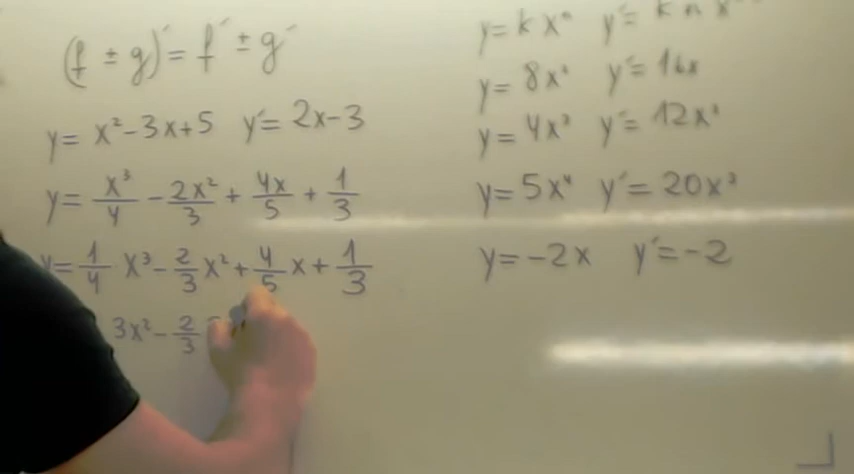 (f ± g)' = f' ± g'
y = x² - 3x + 5 y' = 2x - 3
y = x³/4 - 2x²/3 + 4x/5 + 1/3
y = 1/4 x³ - 2/3 x² + 4/5 x + 1/3
3x² - 2/3
y = k xⁿ y' = k n x
y = 8x² y' = 16x
y = 4x³ y' = 12x²
y = 5x⁴ y' = 20x³
y = -2x y' = -2